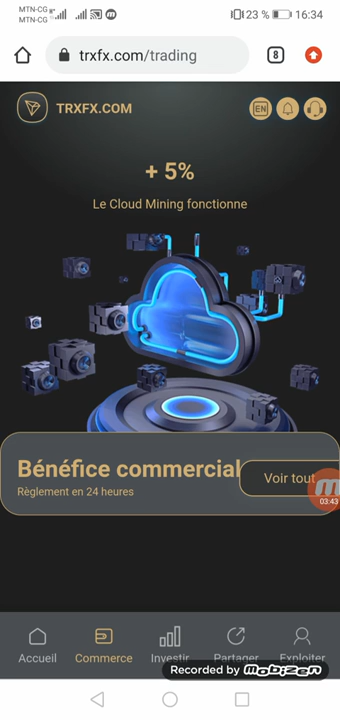 MTN-CG
MTN-CG
23 %
16:34
trxfx.com/trading
8
TRXFX.COM
EN
+ 5%
Le Cloud Mining fonctionne
Bénéfice commercial
Règlement en 24 heures
Voir tout
03:43
Accueil
Commerce
Investir
Partager
Exploiter
Recorded by mobizen